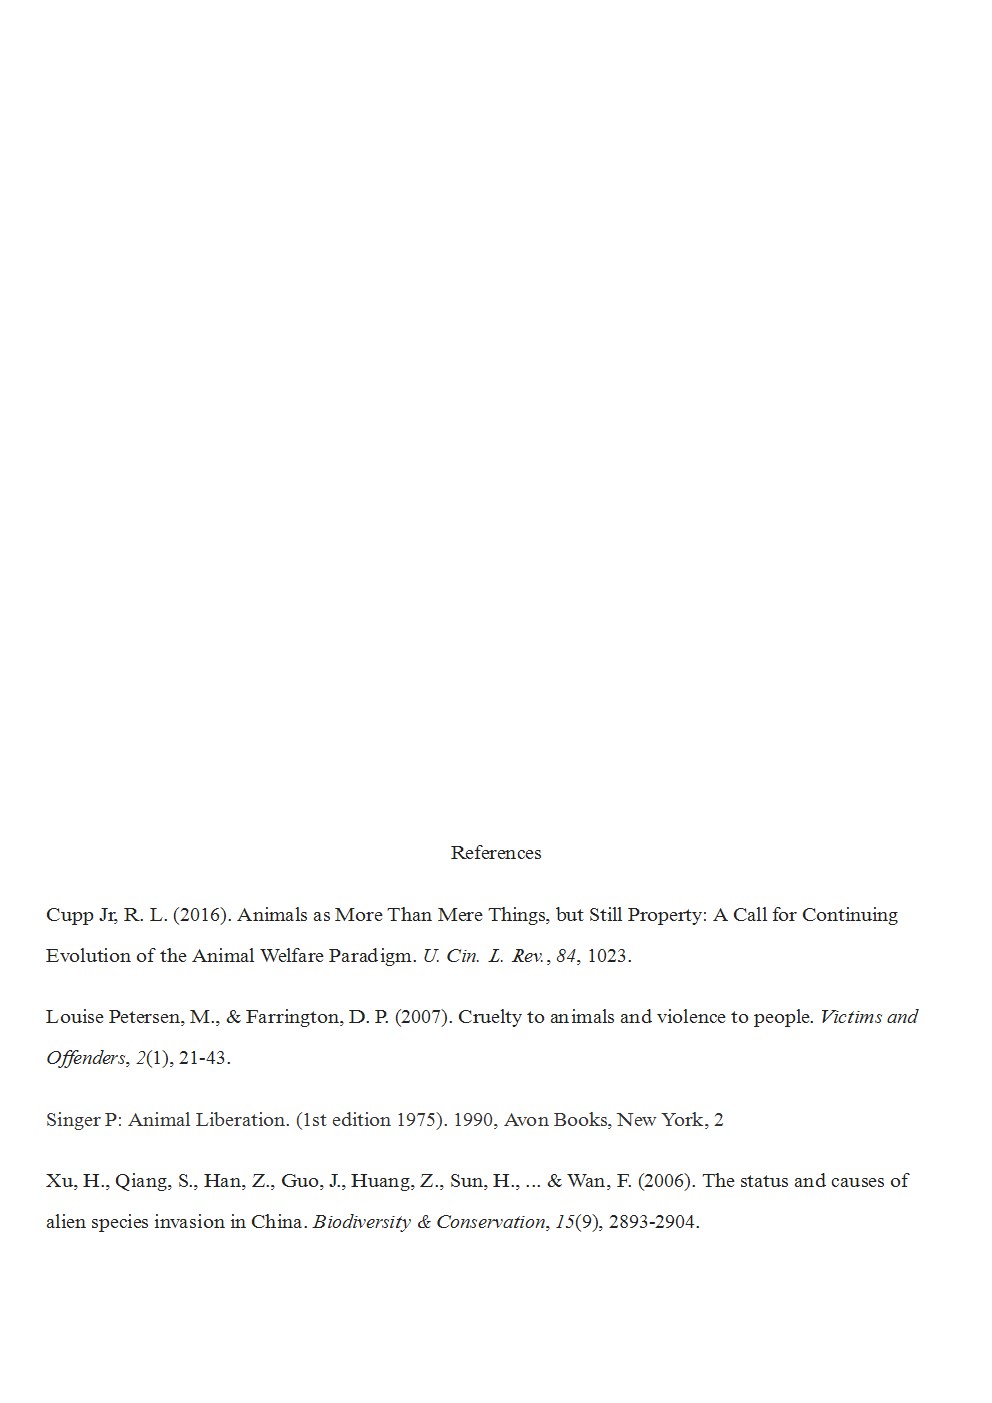 References
Cupp Jr, R. L. (2016). Animals as More Than Mere Things, but Still Property: A Call for Continuing
Evolution of the Animal Welfare Paradigm. U. Cin. L. Rev., 84, 1023.
Louise Petersen, M., & Farrington, D. P. (2007). Cruelty to animals and violence to people. Victims and
Offenders, 2(1), 21-43.
Singer P: Animal Liberation. (1st edition 1975). 1990, Avon Books, New York, 2
Xu, H., Qiang, S., Han, Z., Guo, J., Huang, Z., Sun, H., ... & Wan, F. (2006). The status and causes of
alien species invasion in China. Biodiversity & Conservation, 15(9), 2893-2904.